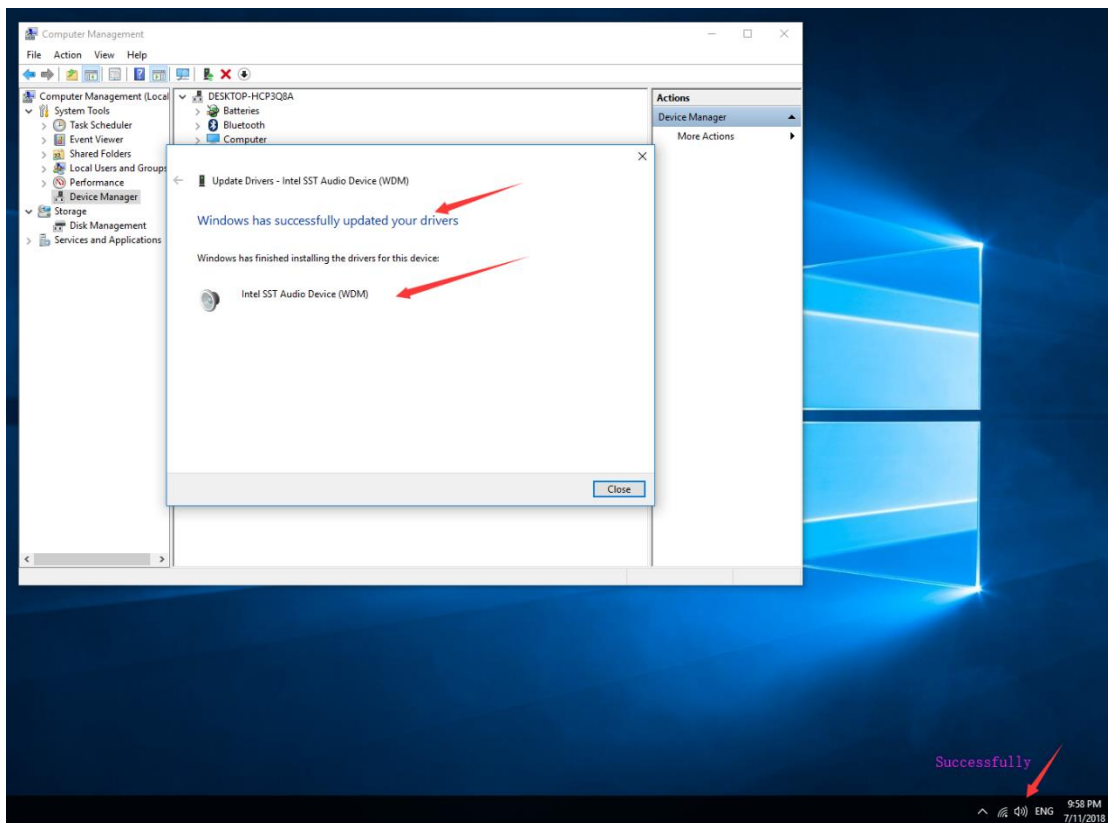 Computer Management
File Action View Help
Computer Management (Local
System Tools
Task Scheduler
Event Viewer
Shared Folders
Local Users and Groups
Performance
Device Manager
Storage
Disk Management
Services and Applications
DESKTOP-HCP3Q8A
Batteries
Bluetooth
Computer
Actions
Device Manager
More Actions
Update Drivers - Intel SST Audio Device (WDM)
Windows has successfully updated your drivers
Windows has finished installing the drivers for this device:
Intel SST Audio Device (WDM)
Close
Successfully
ENG
9:58 PM
7/11/2018